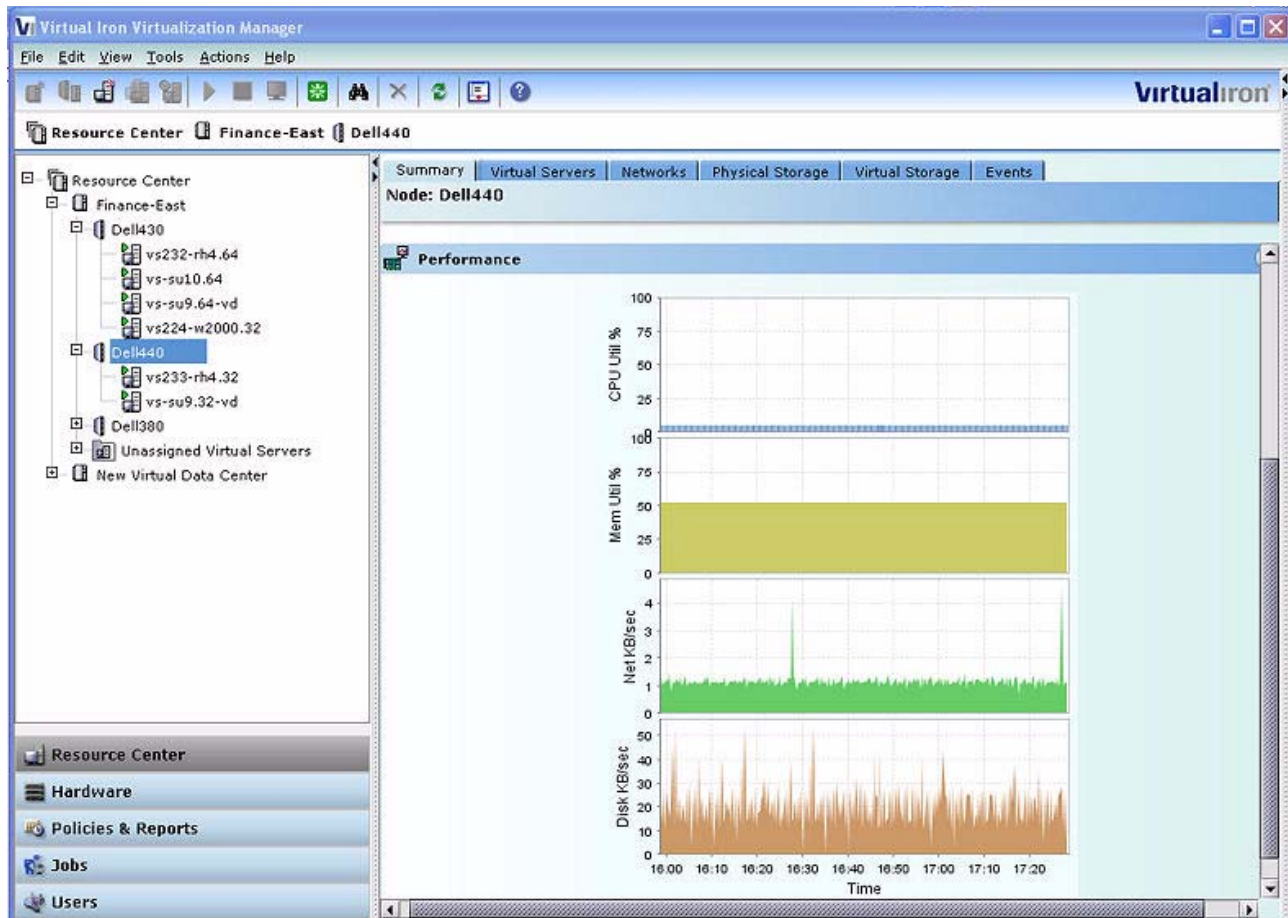 Virtual Iron Virtualization Manager
File Edit View Tools Actions Help
Virtualiron
Resource Center Finance-East Dell440
Resource Center
Finance-East
Dell430
vs232-rh4.64
vs-su10.64
vs-su9.64-vd
vs224-w2000.32
Dell440
vs233-rh4.32
vs-su9.32-vd
Dell380
Unassigned Virtual Servers
New Virtual Data Center
Resource Center
Hardware
Policies & Reports
Jobs
Users
Summary Virtual Servers Networks Physical Storage Virtual Storage Events
Node: Dell440
Performance
CPU Util %
100
75
50
25
0
Mem Util %
100
75
50
25
0
Net KB/sec
4
3
2
1
0
Disk KB/sec
50
40
30
20
10
0
16:00 16:10 16:20 16:30 16:40 16:50 17:00 17:10 17:20
Time